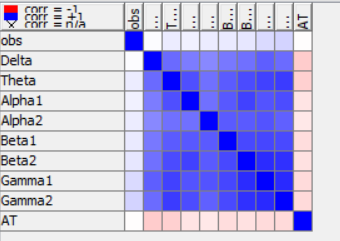 corr = -1
corr = +1
corr = n/a
obs
...
T...
...
...
B...
B...
...
...
AT
obs
Delta
Theta
Alpha1
Alpha2
Beta1
Beta2
Gamma1
Gamma2
AT